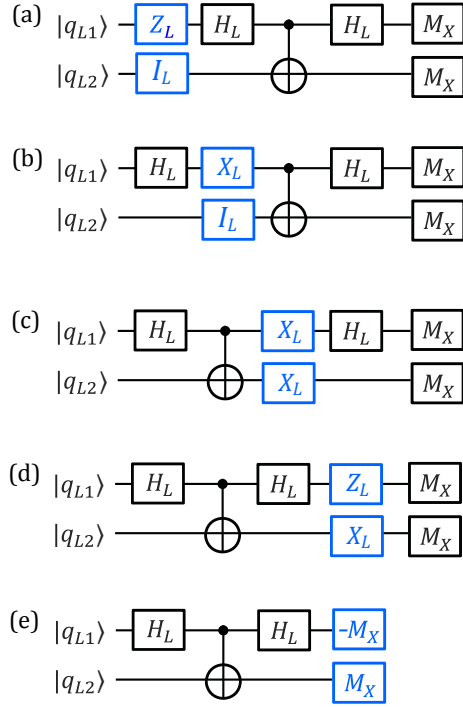 (a) |q_{L1}⟩ Z_L H_L H_L M_X
|q_{L2}⟩ I_L M_X
(b) |q_{L1}⟩ H_L X_L H_L M_X
|q_{L2}⟩ I_L M_X
(c) |q_{L1}⟩ H_L X_L H_L M_X
|q_{L2}⟩ X_L M_X
(d) |q_{L1}⟩ H_L H_L Z_L M_X
|q_{L2}⟩ X_L M_X
(e) |q_{L1}⟩ H_L H_L -M_X
|q_{L2}⟩ M_X